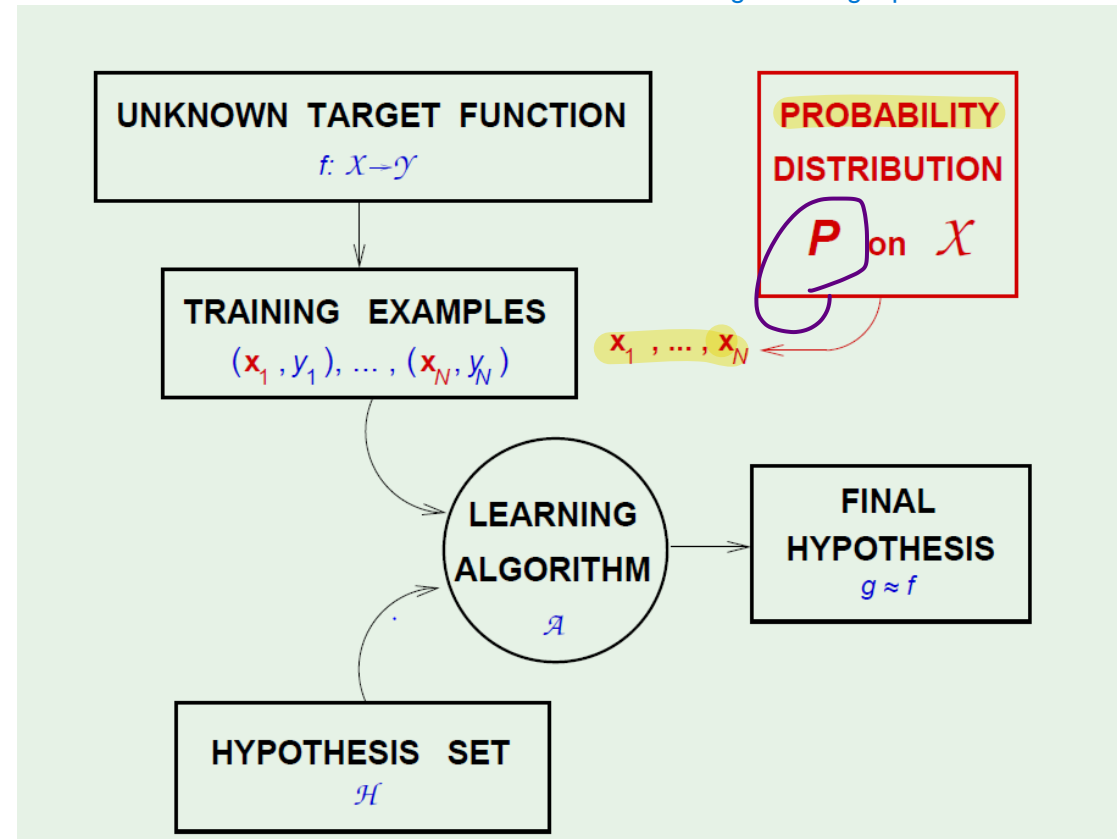 UNKNOWN TARGET FUNCTION
f: X→Y
PROBABILITY
DISTRIBUTION
P on X
TRAINING EXAMPLES
(x1, y1), ... , (xN, yN)
x1 , ... , xN
LEARNING
ALGORITHM
A
FINAL
HYPOTHESIS
g ≈ f
HYPOTHESIS SET
H